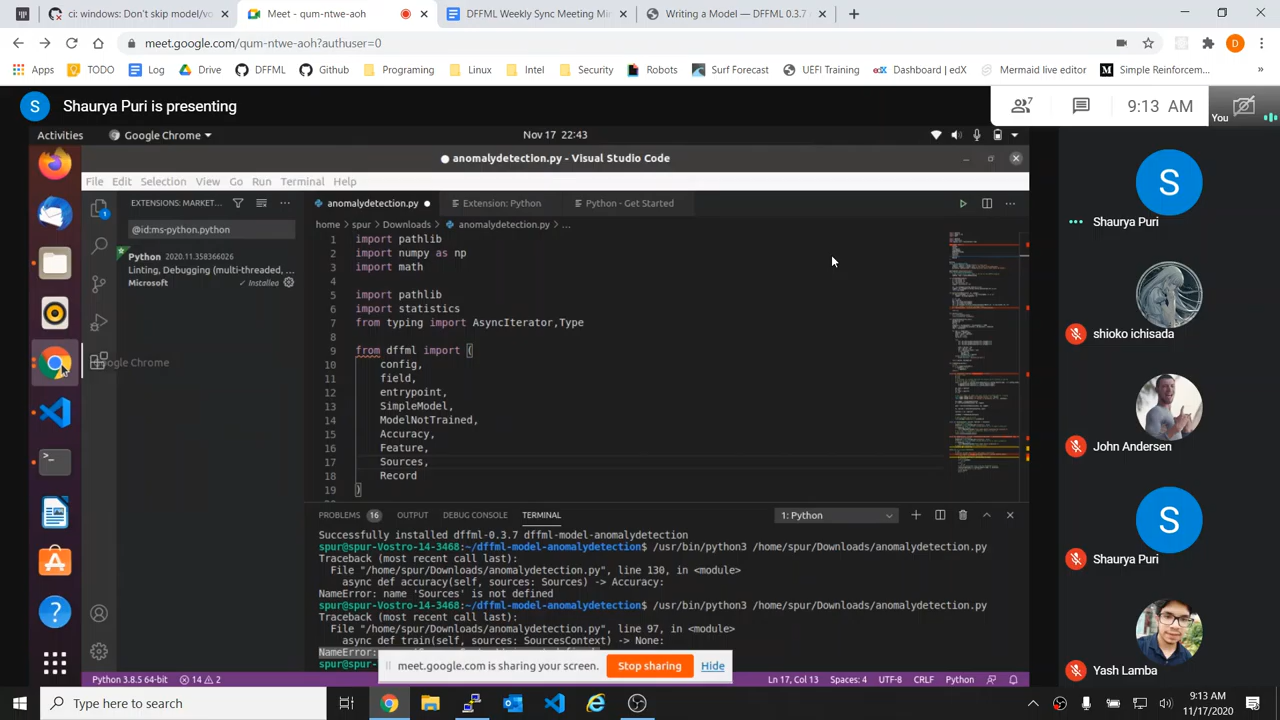 ci: windows: Don't skip model/vo
Meet - qum-ntwe-aoh
DFFML Weekly Sync Meeting Mi
Writing a Model — DFFML 0.3.7
meet.google.com/qum-ntwe-aoh?authuser=0
D
Apps
TODO
Log
Drive
DFFML
Github
Programing
Linux
Intel
Security
Robots
Surf Forecast
UEFI Training
Dashboard | edX
Mermaid live editor
Simple Reinforcem...
S
Shaurya Puri is presenting
7
9:13 AM
You
Activities
Google Chrome
Nov 17 22:43
anomalydetection.py - Visual Studio Code
File Edit Selection View Go Run Terminal Help
EXTENSIONS: MARKET...
anomalydetection.py
Extension: Python
Python - Get Started
@id:ms-python.python
home > spur > Downloads > anomalydetection.py > ...
Python 2020.11.358366026
Linting, Debugging (multi-threaded, ...
Microsoft
Installed
1 import pathlib
2 import numpy as np
3 import math
4
5 import pathlib
6 import statistics
7 from typing import AsyncIterator,Type
8
9 from dffml import (
10 config,
11 field,
12 entrypoint,
13 SimpleModel,
14 ModelNotTrained,
15 Accuracy,
16 Feature,
17 Sources,
18 Record
19 )
PROBLEMS 16 OUTPUT DEBUG CONSOLE TERMINAL
1: Python
Successfully installed dffml-0.3.7 dffml-model-anomalydetection
spur@spur-Vostro-14-3468:~/dffml-model-anomalydetection$ /usr/bin/python3 /home/spur/Downloads/anomalydetection.py
Traceback (most recent call last):
File "/home/spur/Downloads/anomalydetection.py", line 130, in <module>
async def accuracy(self, sources: Sources) -> Accuracy:
NameError: name 'Sources' is not defined
spur@spur-Vostro-14-3468:~/dffml-model-anomalydetection$ /usr/bin/python3 /home/spur/Downloads/anomalydetection.py
Traceback (most recent call last):
File "/home/spur/Downloads/anomalydetection.py", line 97, in <module>
async def train(self, sources: SourcesContext) -> None:
NameError:
spur@spur-Vos
meet.google.com is sharing your screen.
Stop sharing
Hide
Python 3.8.5 64-bit
14
2
Ln 17, Col 13
Spaces: 4
UTF-8
CRLF
Python
S
Shaurya Puri
shioko ichisada
John Andersen
S
Shaurya Puri
Yash Lamba
Type here to search
9:13 AM
11/17/2020